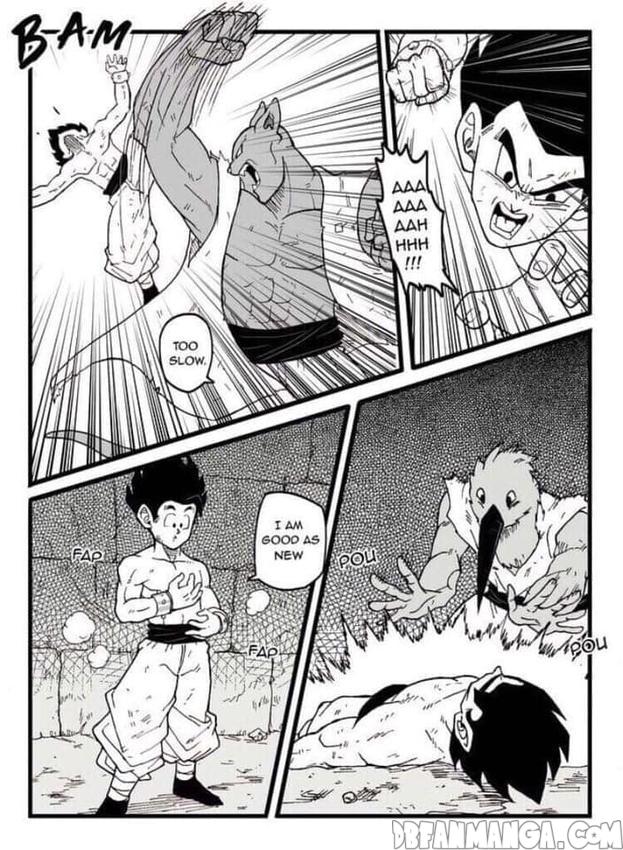 AAA
AAA
AAH
HHH
!!!
B-A-M
TOO
SLOW.
POU
POU
I AM
GOOD AS
NEW
FAP
FAP
DBFANMANGA.COM